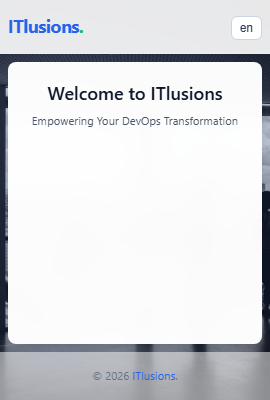 ITlusions.
en
Welcome to ITlusions
Empowering Your DevOps Transformation
© 2026 ITlusions.